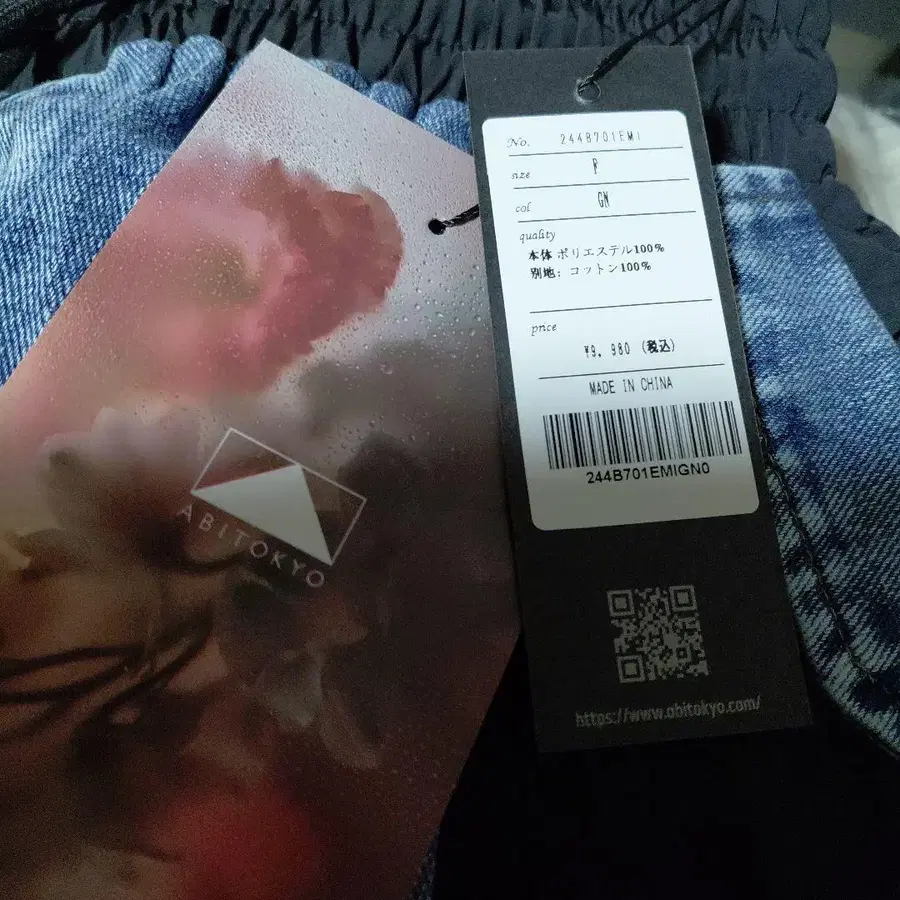 ABITOKYO
No. 244B701EMI
size F
col GN
quality
本体 ポリエステル100%
別地: コットン100%
price
¥9,980 (税込)
MADE IN CHINA
244B701EMIGN0
https://www.abitokyo.com/